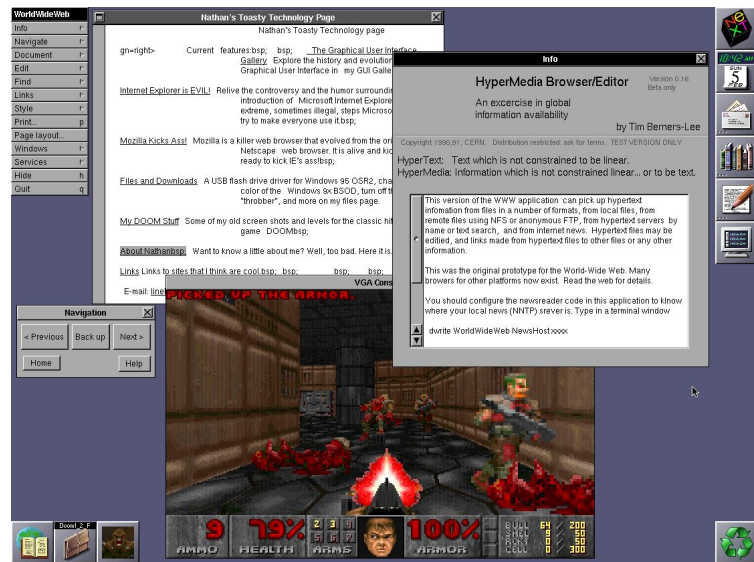 WorldWideWeb
Info
Navigate
Document
Edit
Find
Links
Style
Print... p
Page layout...
Windows
Services
Hide h
Quit q
Nathan's Toasty Technology Page
Nathan's Toasty Technology page
gn=right> Current features:bsp; bsp; The Graphical User Interface
Gallery Explore the history and evolution
Graphical User Interface in my GUI Galle
Internet Explorer is EVIL! Relive the controversy and the humor surroundin
introduction of Microsoft Internet Explore
extreme, sometimes illegal, steps Microso
try to make everyone use it.bsp;
Mozilla Kicks Ass! Mozilla is a killer web browser that evolved from the ori
Netscape web browser. It is alive and kic
ready to kick IE's ass!bsp;
Files and Downloads A USB flash drive driver for Windows 95 OSR2, cha
color of the Windows 9x BSOD, turn off t
"throbber", and more on my files page.
My DOOM Stuff Some of my old screen shots and levels for the classic hit
game DOOMbsp;
About Nathanbsp; Want to know a little about me? Well, too bad. Here it is.
Links Links to sites that I think are cool.bsp; bsp; bsp; bsp;
E-mail:
Info
HyperMedia Browser/Editor
Version 0.16
Beta only
An excercise in global
information availability
by Tim Berners-Lee
Copyright 1990,91, CERN. Distribution restricted: ask for terms. TEST VERSION ONLY
HyperText: Text which is not constrained to be linear.
HyperMedia: Information which is not constrained linear... or to be text.
This version of the WWW application can pick up hypertext
infomation from files in a number of formats, from local files, from
remote files using NFS or anonymous FTP, from hypertext servers by
name or text search, and from internet news. Hypertext files may be
edified, and links made from hypertext files to other files or any other
information.
This was the original prototype for the World-Wide Web. Many
browers for other platforms now exist. Read the web for details.
You should configure the newsreader code in this application to klnow
where your local news (NNTP) srever is. Type in a terminal window
dwrite WorldWideWeb NewsHost xxxx
Navigation
< Previous Back up Next >
Home Help
VGA Cons
PICKED UP THE ARMOR.
9 79% 2 3 4 100% BULL 64 / 200
5 6 7 SHEL 9 / 50
RCKT 0 / 50
AMMO HEALTH ARMS ARMOR CELL 0 / 300
NeXT
10:42 AM
SUN
5
FEB
Doom1_2_F